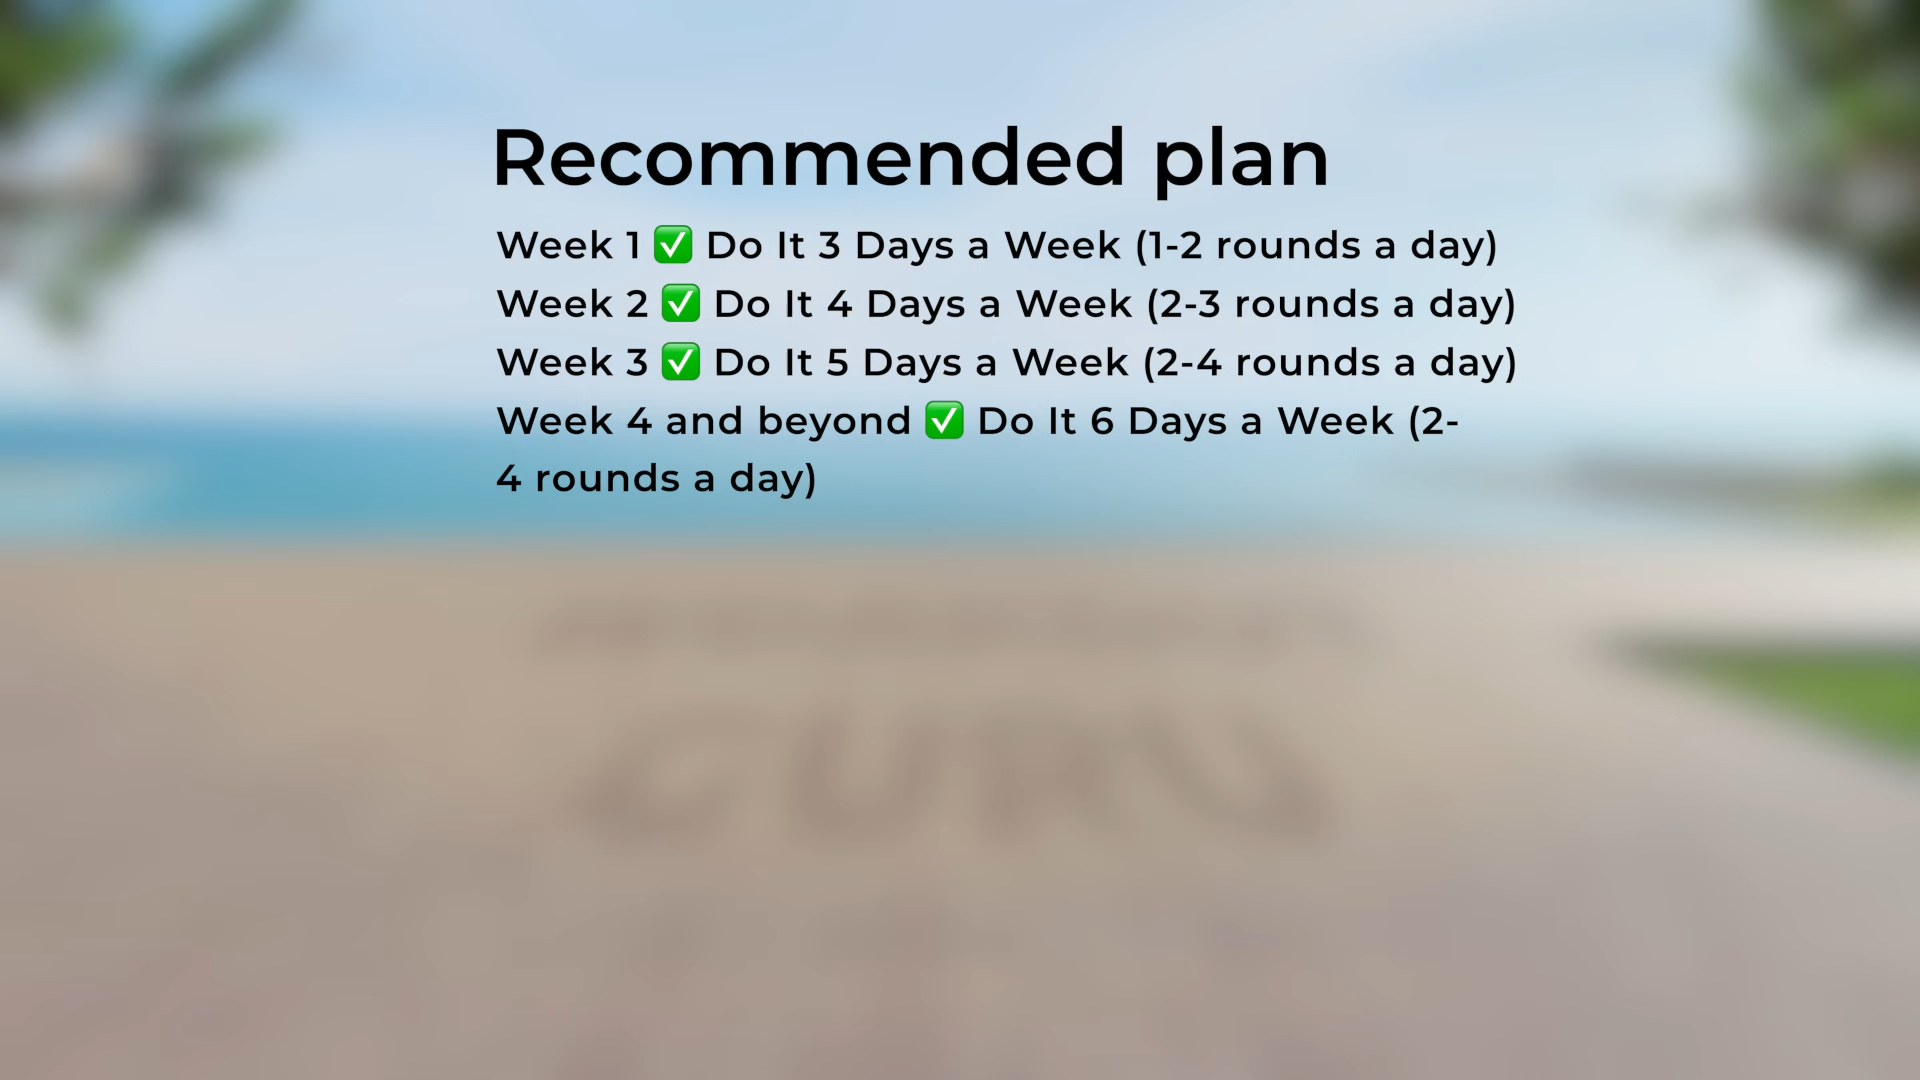 Recommended plan
Week 1 ✅ Do It 3 Days a Week (1-2 rounds a day)
Week 2 ✅ Do It 4 Days a Week (2-3 rounds a day)
Week 3 ✅ Do It 5 Days a Week (2-4 rounds a day)
Week 4 and beyond ✅ Do It 6 Days a Week (2-
4 rounds a day)